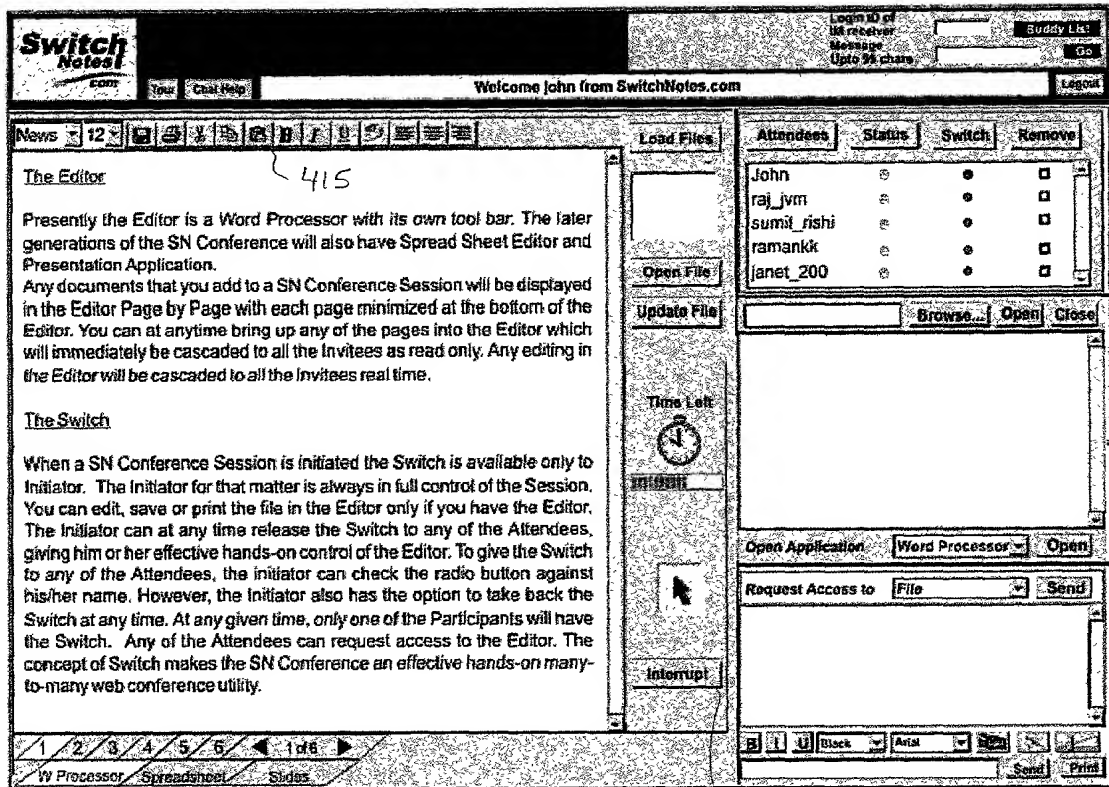 Switch
Notes
.com
Login ID of
IM receiver
Buddy List
Message
Upto 95 chars
Go
Tour
Chat Help
Welcome John from SwitchNotes.com
Logout
News
12
B
I
U
415
The Editor
Presently the Editor is a Word Processor with its own tool bar. The later
generations of the SN Conference will also have Spread Sheet Editor and
Presentation Application.
Any documents that you add to a SN Conference Session will be displayed
in the Editor Page by Page with each page minimized at the bottom of the
Editor. You can at anytime bring up any of the pages into the Editor which
will immediately be cascaded to all the Invitees as read only. Any editing in
the Editor will be cascaded to all the Invitees real time.
The Switch
When a SN Conference Session is initiated the Switch is available only to
Initiator. The Initiator for that matter is always in full control of the Session.
You can edit, save or print the file in the Editor only if you have the Editor.
The Initiator can at any time release the Switch to any of the Attendees,
giving him or her effective hands-on control of the Editor. To give the Switch
to any of the Attendees, the initiator can check the radio button against
his/her name. However, the Initiator also has the option to take back the
Switch at any time. At any given time, only one of the Participants will have
the Switch. Any of the Attendees can request access to the Editor. The
concept of Switch makes the SN Conference an effective hands-on many-
to-many web conference utility.
1 2 3 4 5 6 1 of 6
W Processor Spreadsheet Slides
Load Files
Open File
Update File
Time Left
Interrupt
Attendees Status Switch Remove
John
raj_jvm
sumit_rishi
ramankk
janet_200
Browse... Open Close
Open Application Word Processor Open
Request Access to File Send
B I U Black Arial
Send Print